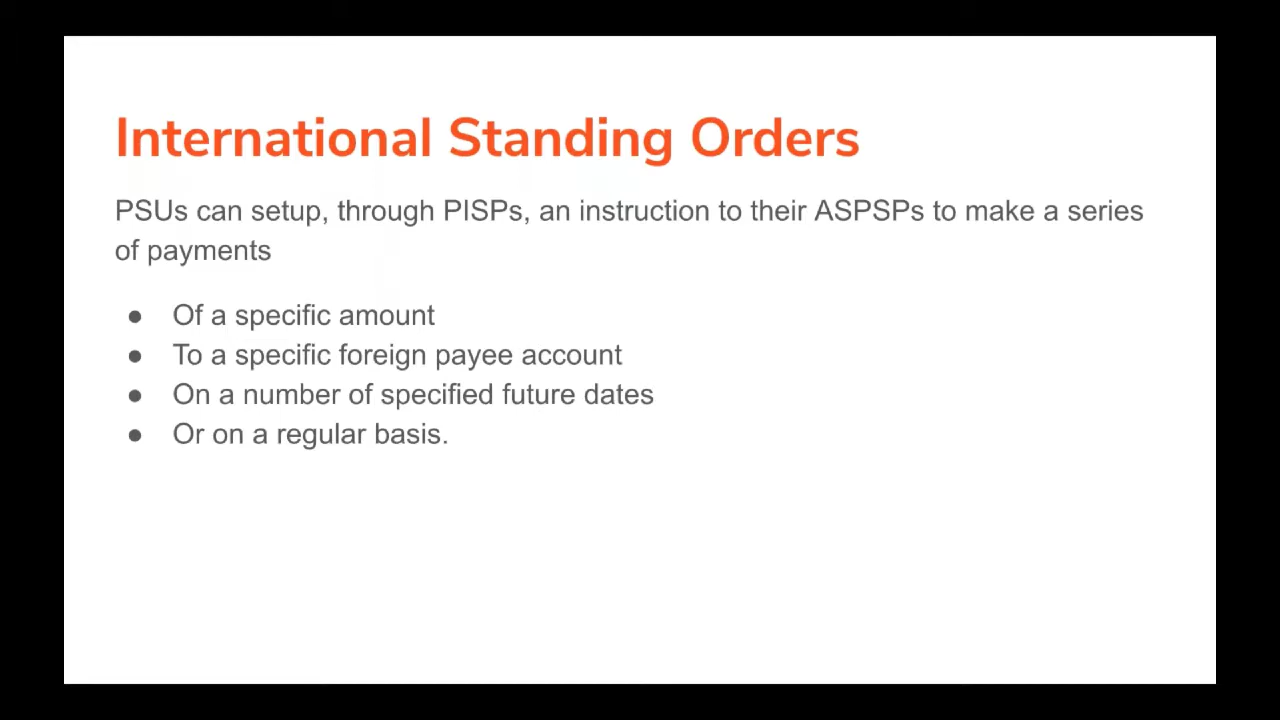 International Standing Orders
PSUs can setup, through PISPs, an instruction to their ASPSPs to make a series
of payments
● Of a specific amount
● To a specific foreign payee account
● On a number of specified future dates
● Or on a regular basis.